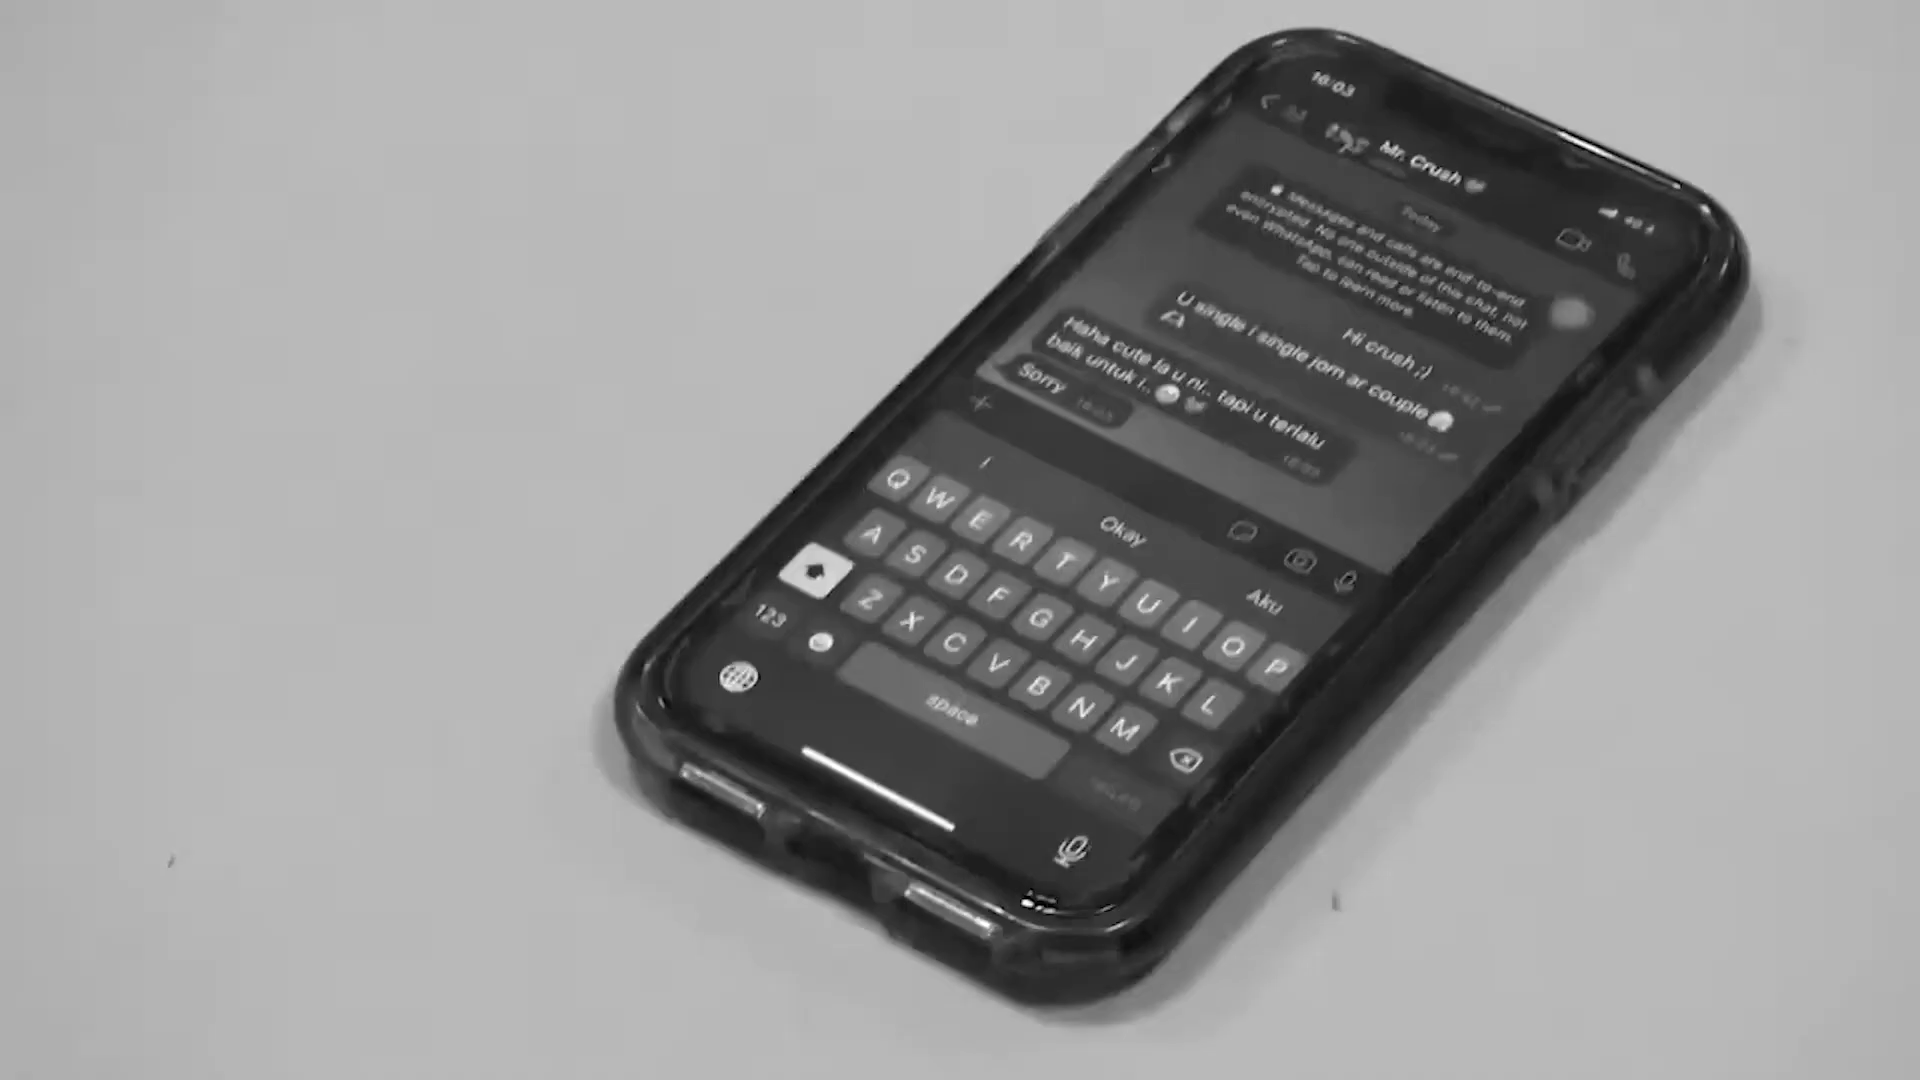 16:03
Mr. Crush
Today
Messages and calls are end-to-end
encrypted. No one outside of this chat, not
even WhatsApp, can read or listen to them.
Tap to learn more.
Hi crush ;)
U single i single jom ar couple
Haha cute la u ni.. tapi u terlalu
baik untuk i..
Sorry
I
Okay
Aku
Q W E R T Y U I O P
A S D F G H J K L
Z X C V B N M
123
space